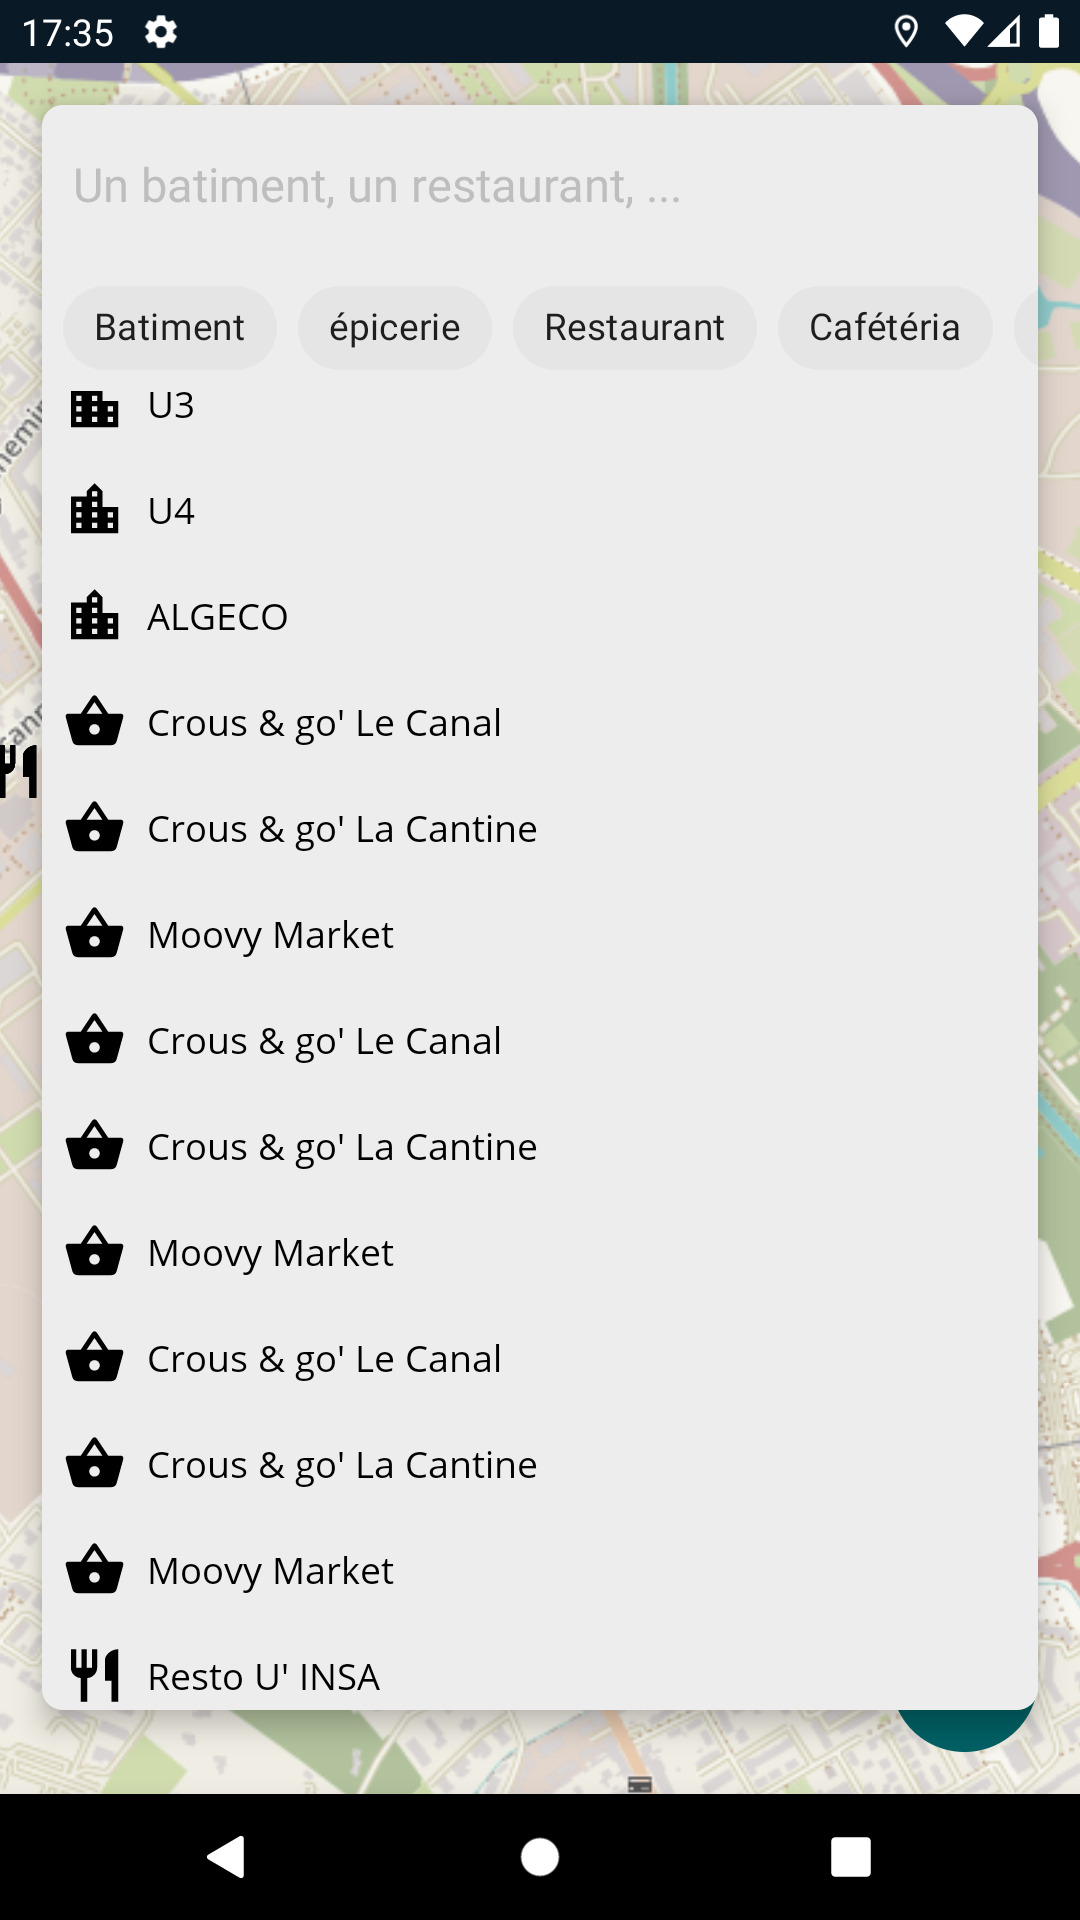 17:35
Un batiment, un restaurant, ...
Batiment
épicerie
Restaurant
Cafétéria
U3
U4
ALGECO
Crous & go' Le Canal
Crous & go' La Cantine
Moovy Market
Crous & go' Le Canal
Crous & go' La Cantine
Moovy Market
Crous & go' Le Canal
Crous & go' La Cantine
Moovy Market
Resto U' INSA